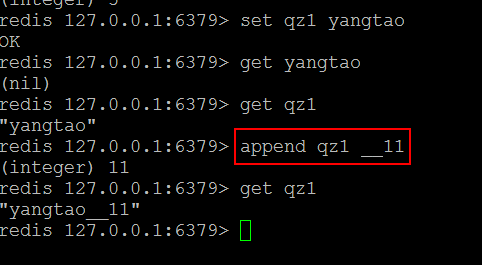 (integer) 9
redis 127.0.0.1:6379> set qz1 yangtao
OK
redis 127.0.0.1:6379> get yangtao
(nil)
redis 127.0.0.1:6379> get qz1
"yangtao"
redis 127.0.0.1:6379> append qz1 __11
(integer) 11
redis 127.0.0.1:6379> get qz1
"yangtao__11"
redis 127.0.0.1:6379>